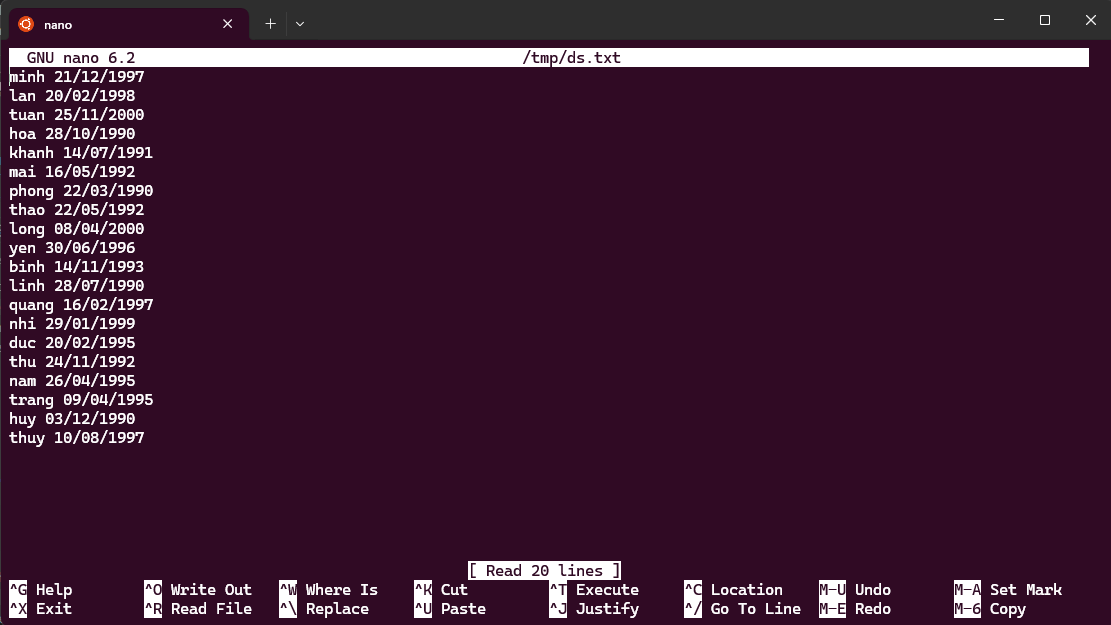 nano
GNU nano 6.2 /tmp/ds.txt
minh 21/12/1997
lan 20/02/1998
tuan 25/11/2000
hoa 28/10/1990
khanh 14/07/1991
mai 16/05/1992
phong 22/03/1990
thao 22/05/1992
long 08/04/2000
yen 30/06/1996
binh 14/11/1993
linh 28/07/1990
quang 16/02/1997
nhi 29/01/1999
duc 20/02/1995
thu 24/11/1992
nam 26/04/1995
trang 09/04/1995
huy 03/12/1990
thuy 10/08/1997
[ Read 20 lines ]
^G Help ^O Write Out ^W Where Is ^K Cut ^T Execute ^C Location M-U Undo M-A Set Mark
^X Exit ^R Read File ^\ Replace ^U Paste ^J Justify ^/ Go To Line M-E Redo M-6 Copy